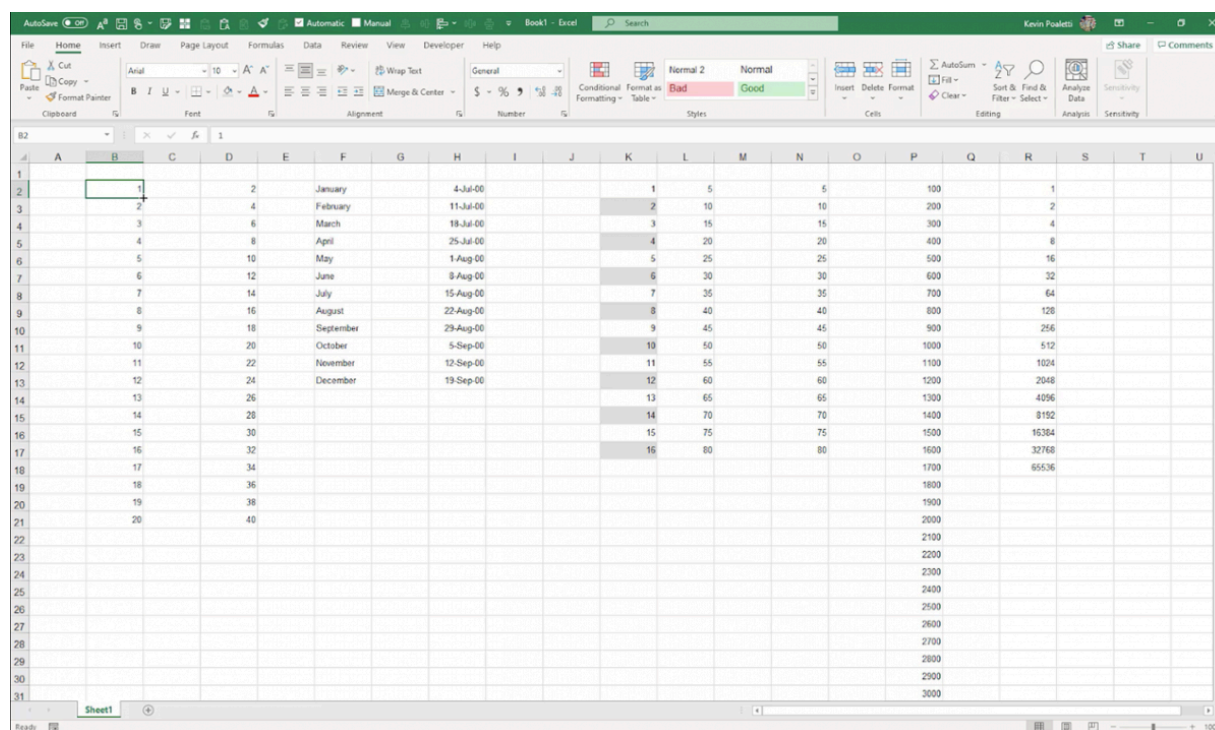 AutoSave Off Automatic Manual Book1 - Excel Search Kevin Poaletti
File Home Insert Draw Page Layout Formulas Data Review View Developer Help Share Comments
Paste Cut Copy Format Painter Clipboard
Arial 10 A^ Aˇ B I U A Font
Wrap Text Merge & Center Alignment
General $ % 9 Number
Conditional Formatting Format as Table Normal 2 Normal Bad Good Styles
Insert Delete Format Cells
AutoSum Fill Clear Sort & Filter Find & Select Editing
Analyze Data Analysis Sensitivity Sensitivity
B2 fx 1
A B C D E F G H I J K L M N O P Q R S T U
1
2 1 2 January 4-Jul-00 1 5 5 100 1
3 2 4 February 11-Jul-00 2 10 10 200 2
4 3 6 March 18-Jul-00 3 15 15 300 4
5 4 8 April 25-Jul-00 4 20 20 400 8
6 5 10 May 1-Aug-00 5 25 25 500 16
7 6 12 June 8-Aug-00 6 30 30 600 32
8 7 14 July 15-Aug-00 7 35 35 700 64
9 8 16 August 22-Aug-00 8 40 40 800 128
10 9 18 September 29-Aug-00 9 45 45 900 256
11 10 20 October 5-Sep-00 10 50 50 1000 512
12 11 22 November 12-Sep-00 11 55 55 1100 1024
13 12 24 December 19-Sep-00 12 60 60 1200 2048
14 13 26 13 65 65 1300 4096
15 14 28 14 70 70 1400 8192
16 15 30 15 75 75 1500 16384
17 16 32 16 80 80 1600 32768
18 17 34 1700 65536
19 18 36 1800
20 19 38 1900
21 20 40 2000
22 2100
23 2200
24 2300
25 2400
26 2500
27 2600
28 2700
29 2800
30 2900
31 3000
Sheet1
Ready 100